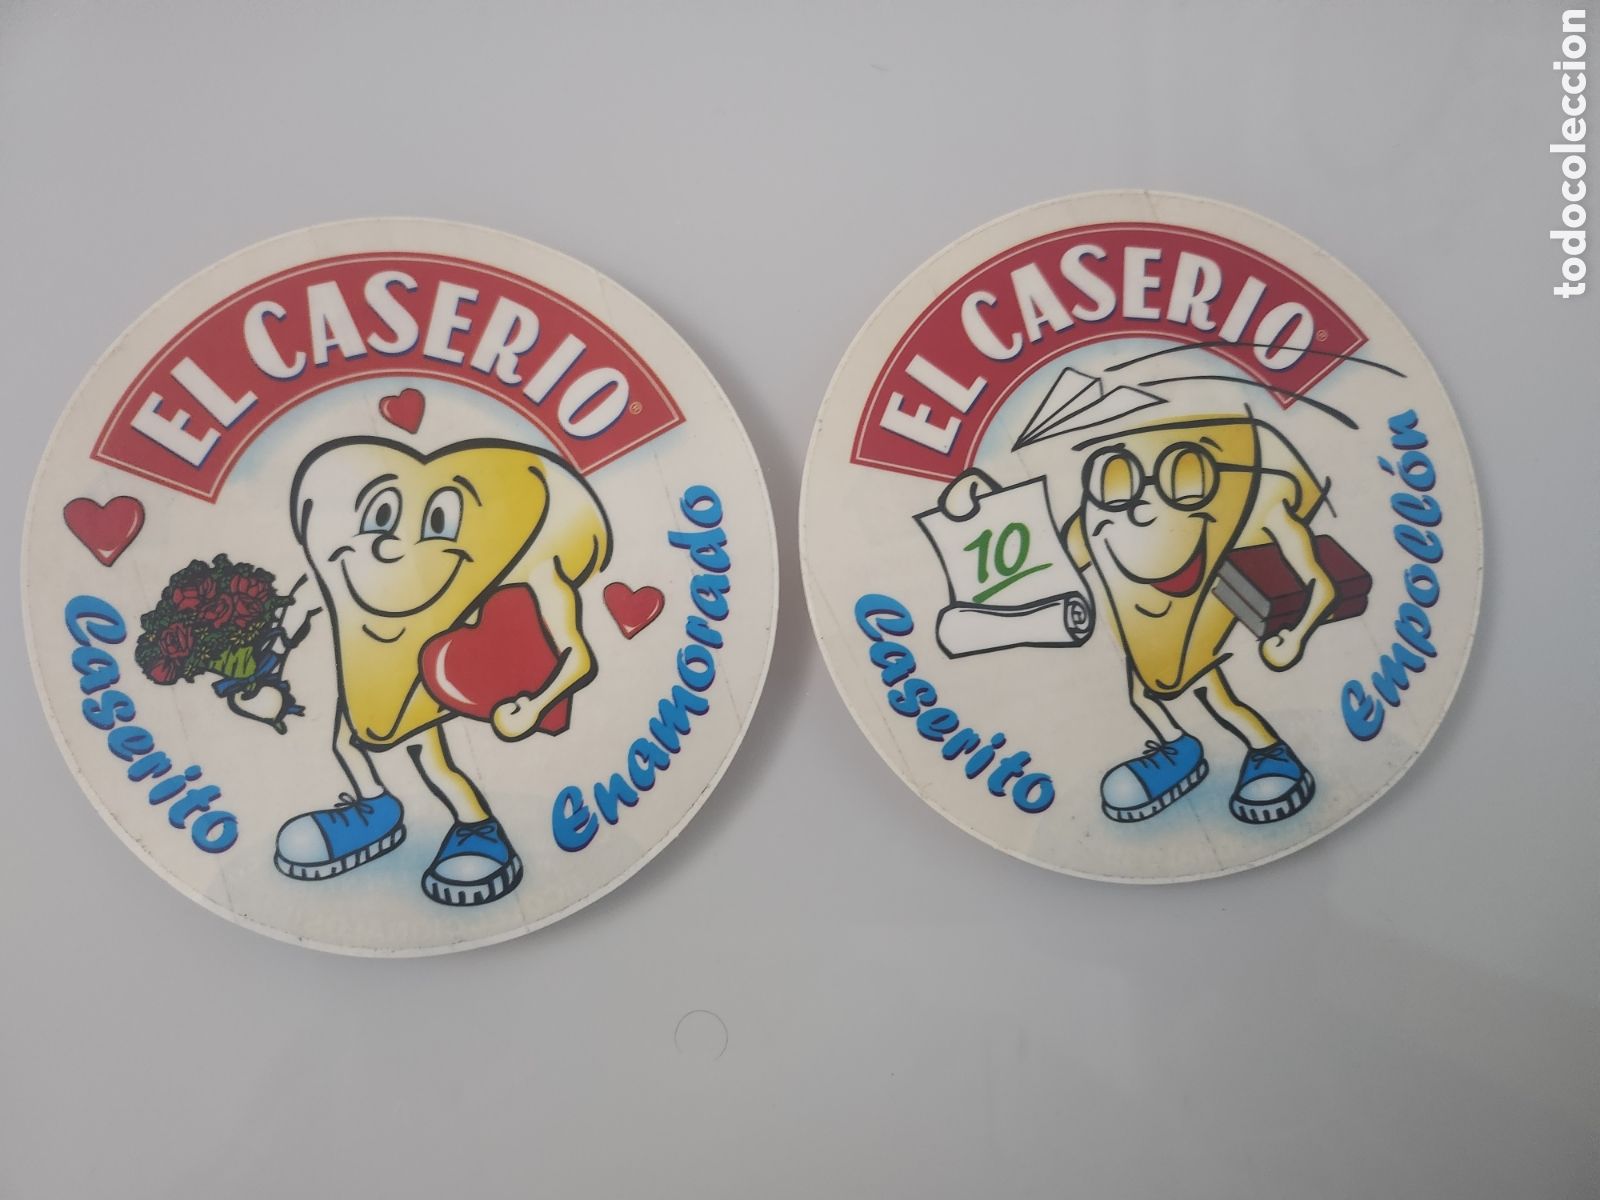 EL CASERIO®
Caserito
Enamorado
EL CASERIO®
10
Caserito
Empollón
todocoleccion